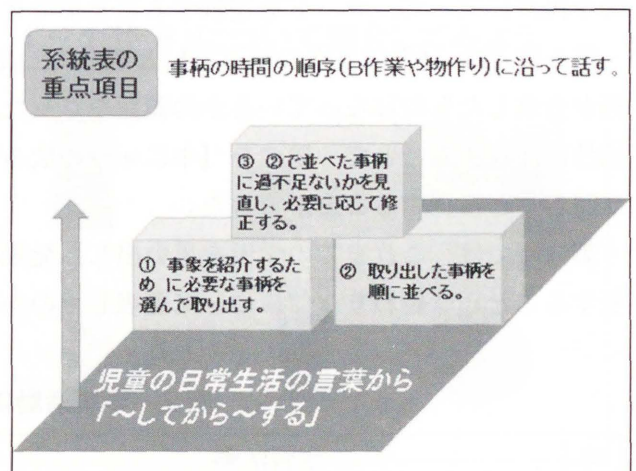 系統表の
重点項目
事柄の時間の順序(B作業や物作り)に沿って話す。
③ ②で並べた事柄
に過不足ないかを見
直し、必要に応じて修
正する。
① 事象を紹介するた
め に必要な事柄を
選んで取り出す。
② 取り出した事柄を
順に並べる。
児童の日常生活の言葉から
「～してから～する」